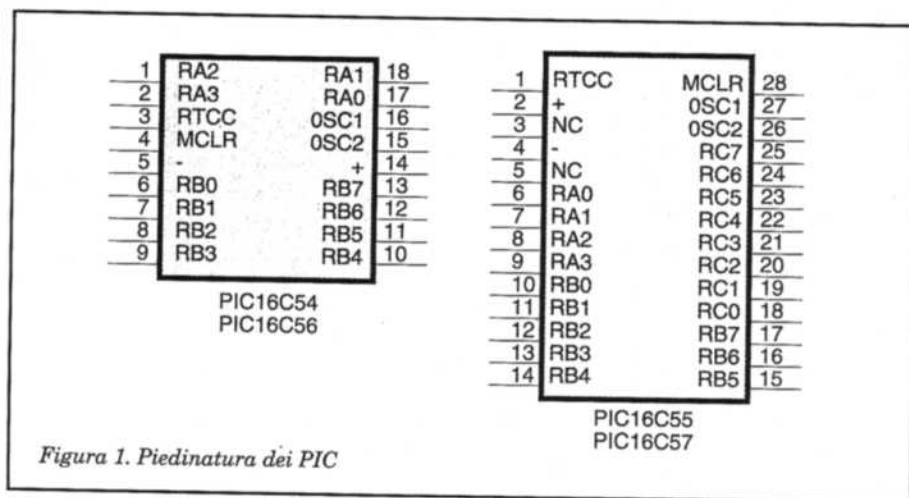 1 RA2 RA1 18
2 RA3 RA0 17
3 RTCC 0SC1 16
4 MCLR 0SC2 15
5 - + 14
6 RB0 RB7 13
7 RB1 RB6 12
8 RB2 RB5 11
9 RB3 RB4 10
PIC16C54
PIC16C56
1 RTCC MCLR 28
2 + 0SC1 27
3 NC 0SC2 26
4 - RC7 25
5 NC RC6 24
6 RA0 RC5 23
7 RA1 RC4 22
8 RA2 RC3 21
9 RA3 RC2 20
10 RB0 RC1 19
11 RB1 RC0 18
12 RB2 RB7 17
13 RB3 RB6 16
14 RB4 RB5 15
PIC16C55
PIC16C57
Figura 1. Piedinatura dei PIC